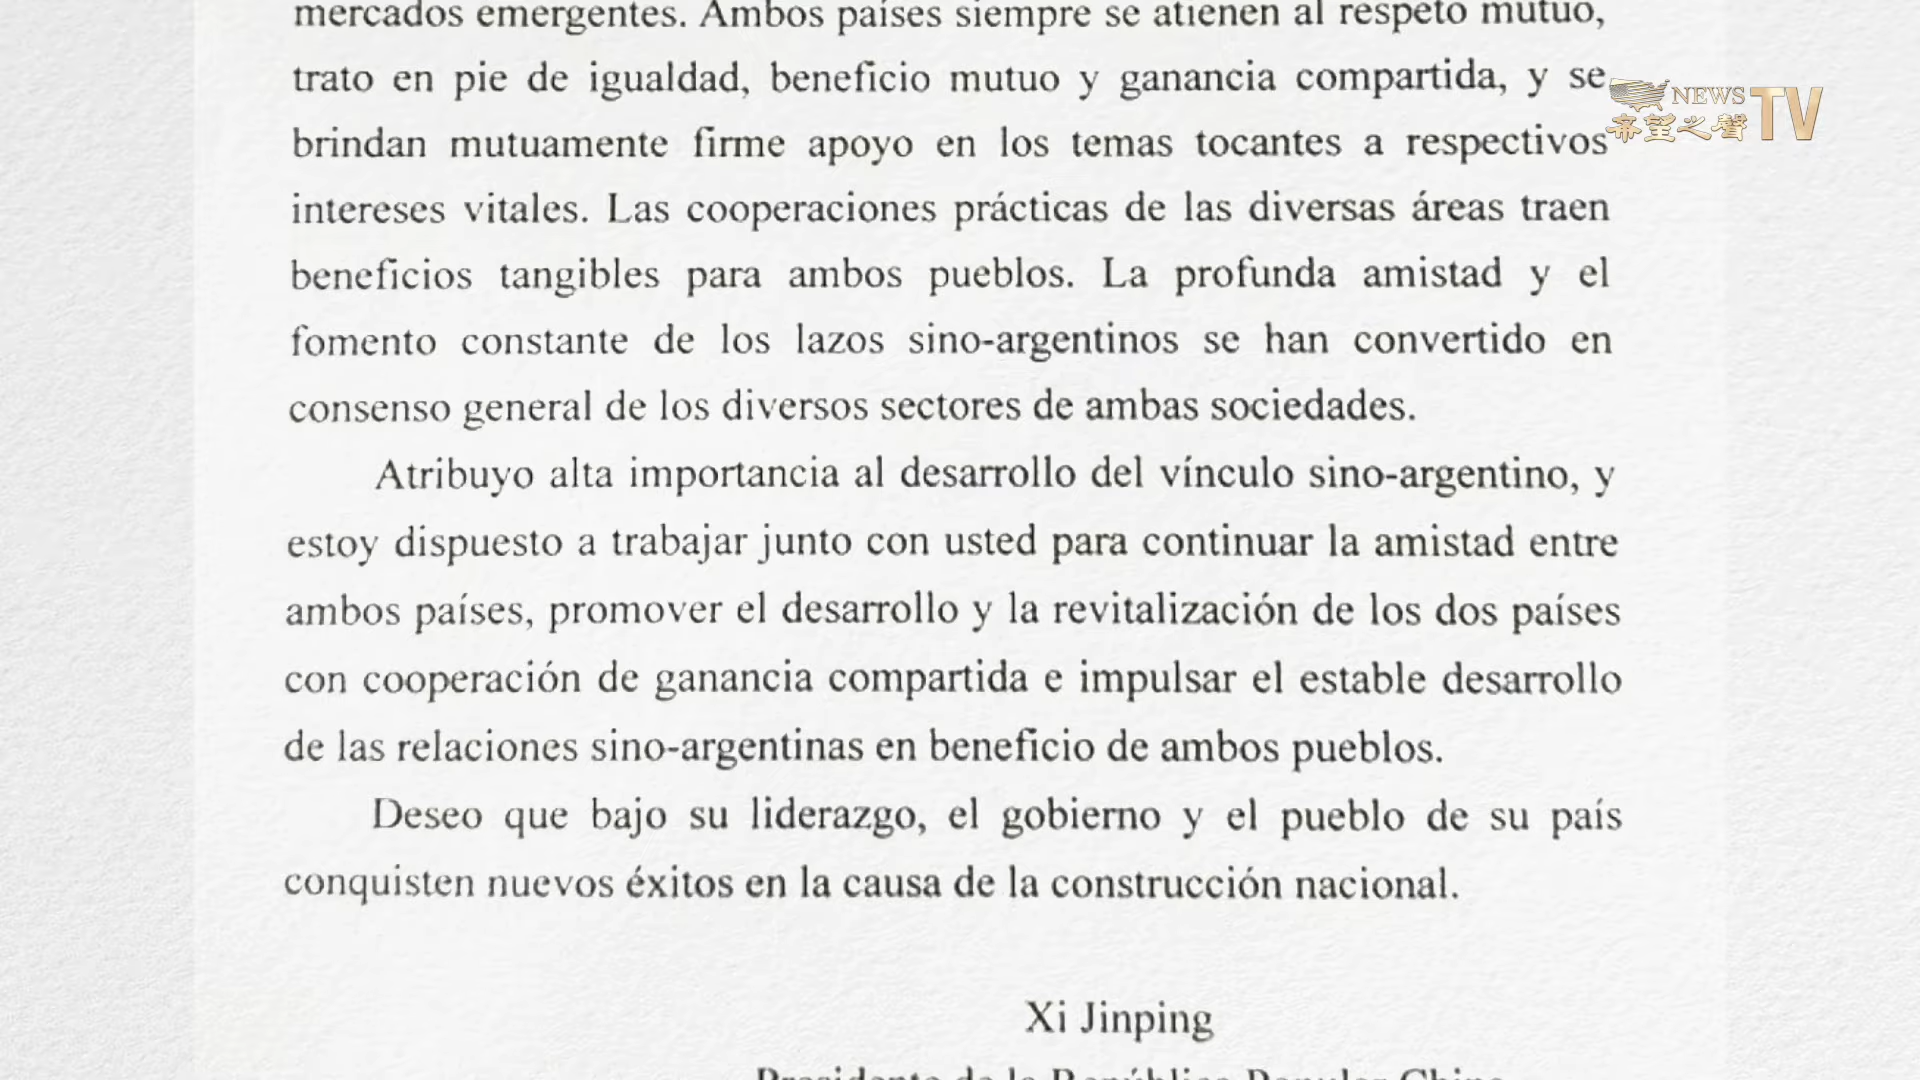 mercados emergentes. Ambos países siempre se atienen al respeto mutuo,
trato en pie de igualdad, beneficio mutuo y ganancia compartida, y se
brindan mutuamente firme apoyo en los temas tocantes a respectivos
intereses vitales. Las cooperaciones prácticas de las diversas áreas traen
beneficios tangibles para ambos pueblos. La profunda amistad y el
fomento constante de los lazos sino-argentinos se han convertido en
consenso general de los diversos sectores de ambas sociedades.
Atribuyo alta importancia al desarrollo del vínculo sino-argentino, y
estoy dispuesto a trabajar junto con usted para continuar la amistad entre
ambos países, promover el desarrollo y la revitalización de los dos países
con cooperación de ganancia compartida e impulsar el estable desarrollo
de las relaciones sino-argentinas en beneficio de ambos pueblos.
Deseo que bajo su liderazgo, el gobierno y el pueblo de su país
conquisten nuevos éxitos en la causa de la construcción nacional.
Xi Jinping
Presidente de la República Popular China
NEWS TV
希望之聲